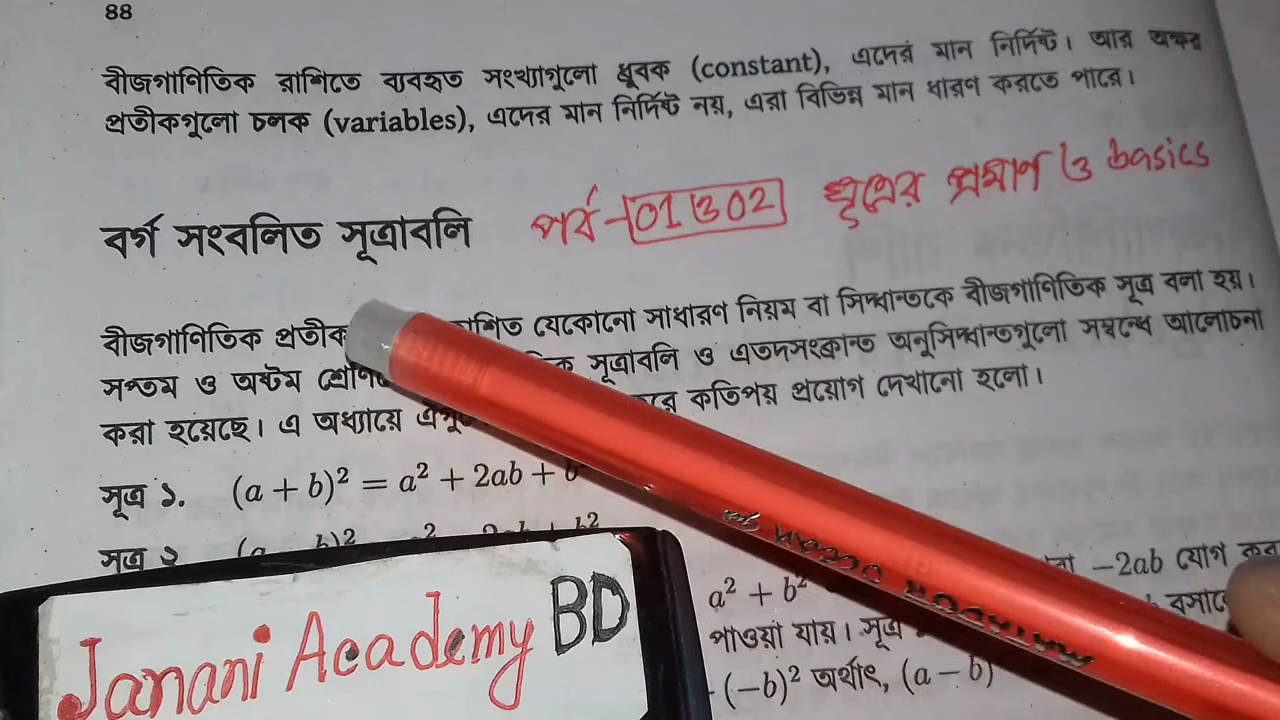 88
বীজগাণিতিক রাশিতে ব্যবহৃত সংখ্যাগুলো ধ্রুবক (constant), এদের মান নির্দিষ্ট। আর অক্ষর
প্রতীকগুলো চলক (variables), এদের মান নির্দিষ্ট নয়, এরা বিভিন্ন মান ধারণ করতে পারে।
বর্গ সংবলিত সূত্রাবলি পর্ব-01 ও 02 সূত্রের প্রমাণ ও basics
বীজগাণিতিক প্রতীক যেকোনো সাধারণ নিয়ম বা সিদ্ধান্তকে বীজগাণিতিক সূত্র বলা হয়।
সপ্তম ও অষ্টম সূত্রাবলি ও এতদসংক্রান্ত অনুসিদ্ধান্তগুলো সম্বন্ধে আলোচনা
করা হয়েছে। এ অধ্যায়ে কতিপয় প্রয়োগ দেখানো হলো।
সূত্র ১. (a + b)² = a² + 2ab + b
সূত্র ২
-2ab যোগ
a² + b²
পাওয়া যায়। সূত্র
(-b)² অর্থাৎ, (a - b)
Janani Academy BD
MATADOR OCEAN